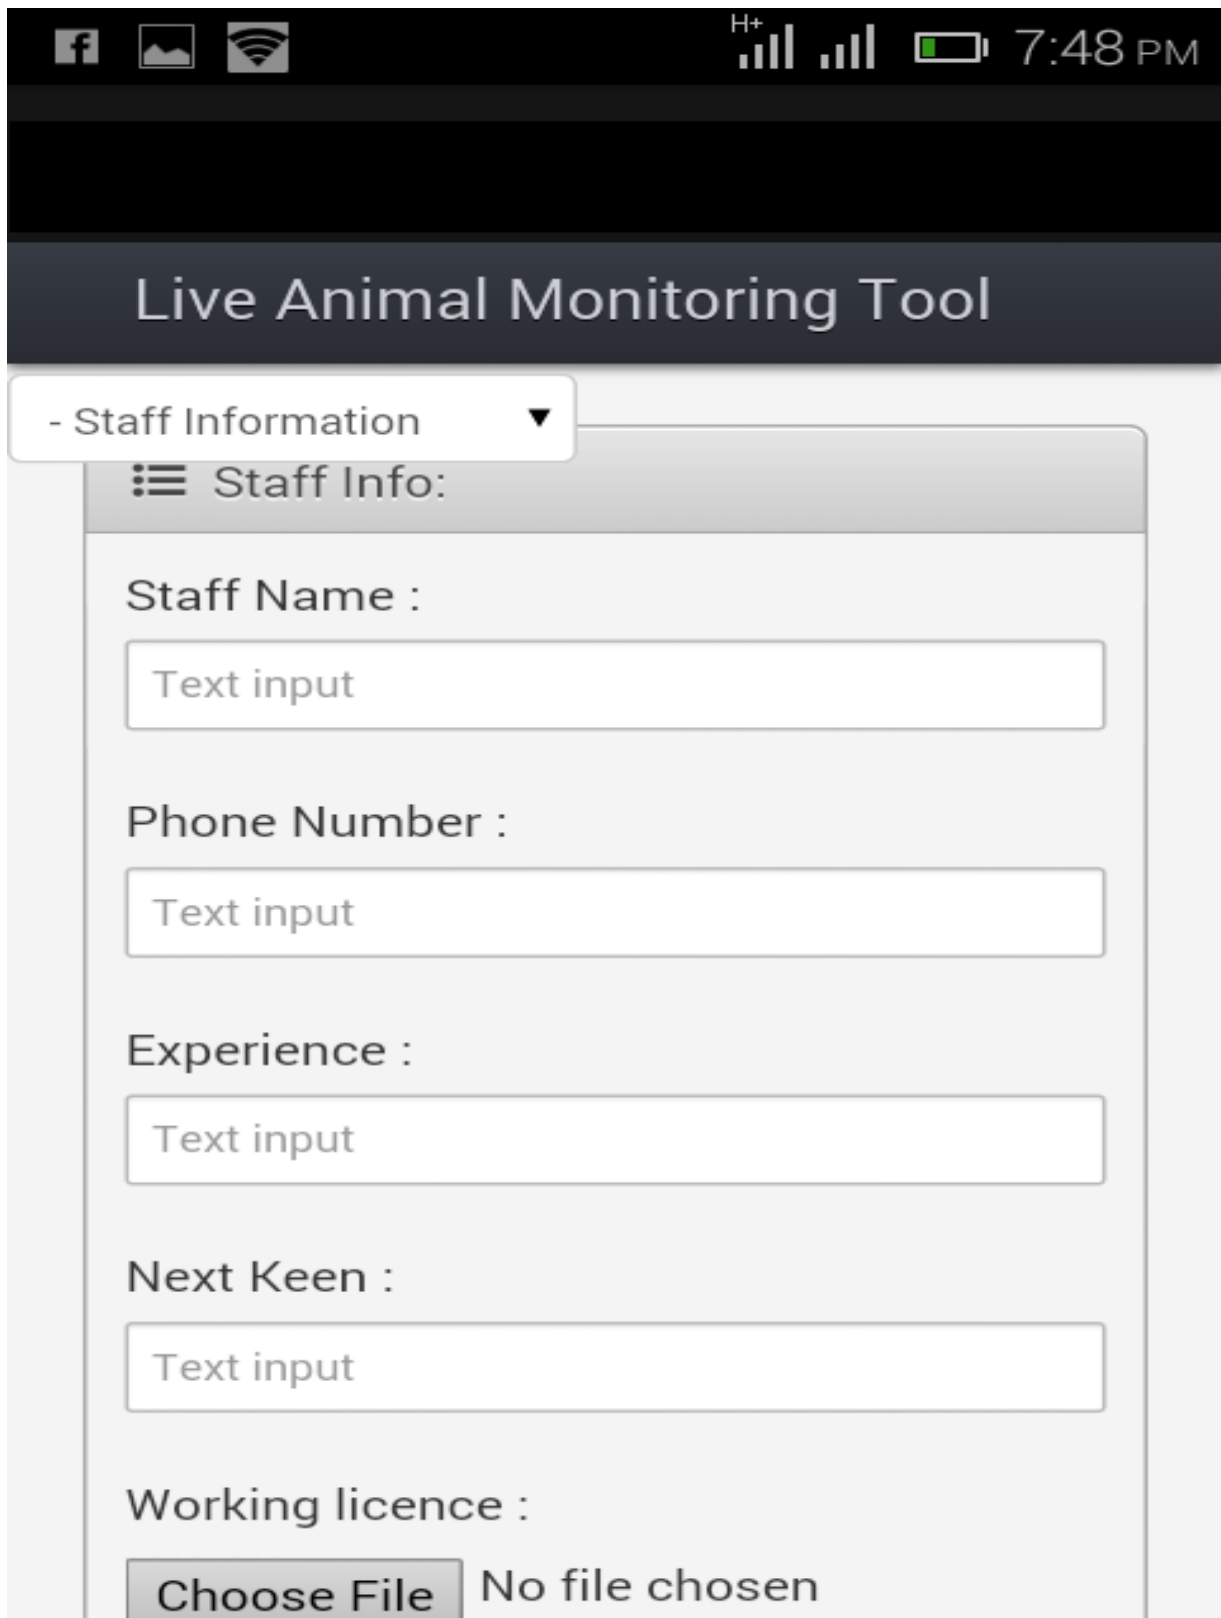 H+
7:48 PM
Live Animal Monitoring Tool
- Staff Information
Staff Info:
Staff Name :
Text input
Phone Number :
Text input
Experience :
Text input
Next Keen :
Text input
Working licence :
Choose File No file chosen